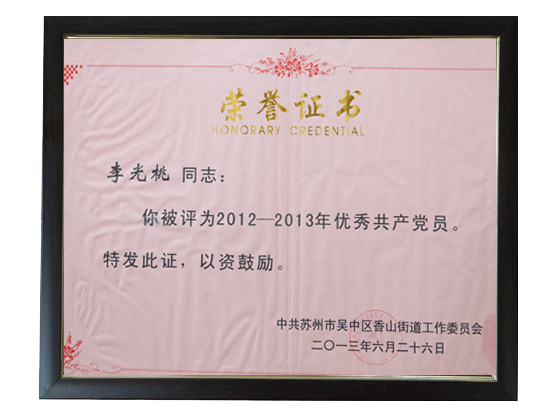 荣誉证书
HONORARY CREDENTIAL
李光桃 同志：
你被评为2012—2013年优秀共产党员。
特发此证，以资鼓励。
中共苏州市吴中区香山街道工作委员会
二〇一三年六月二十六日